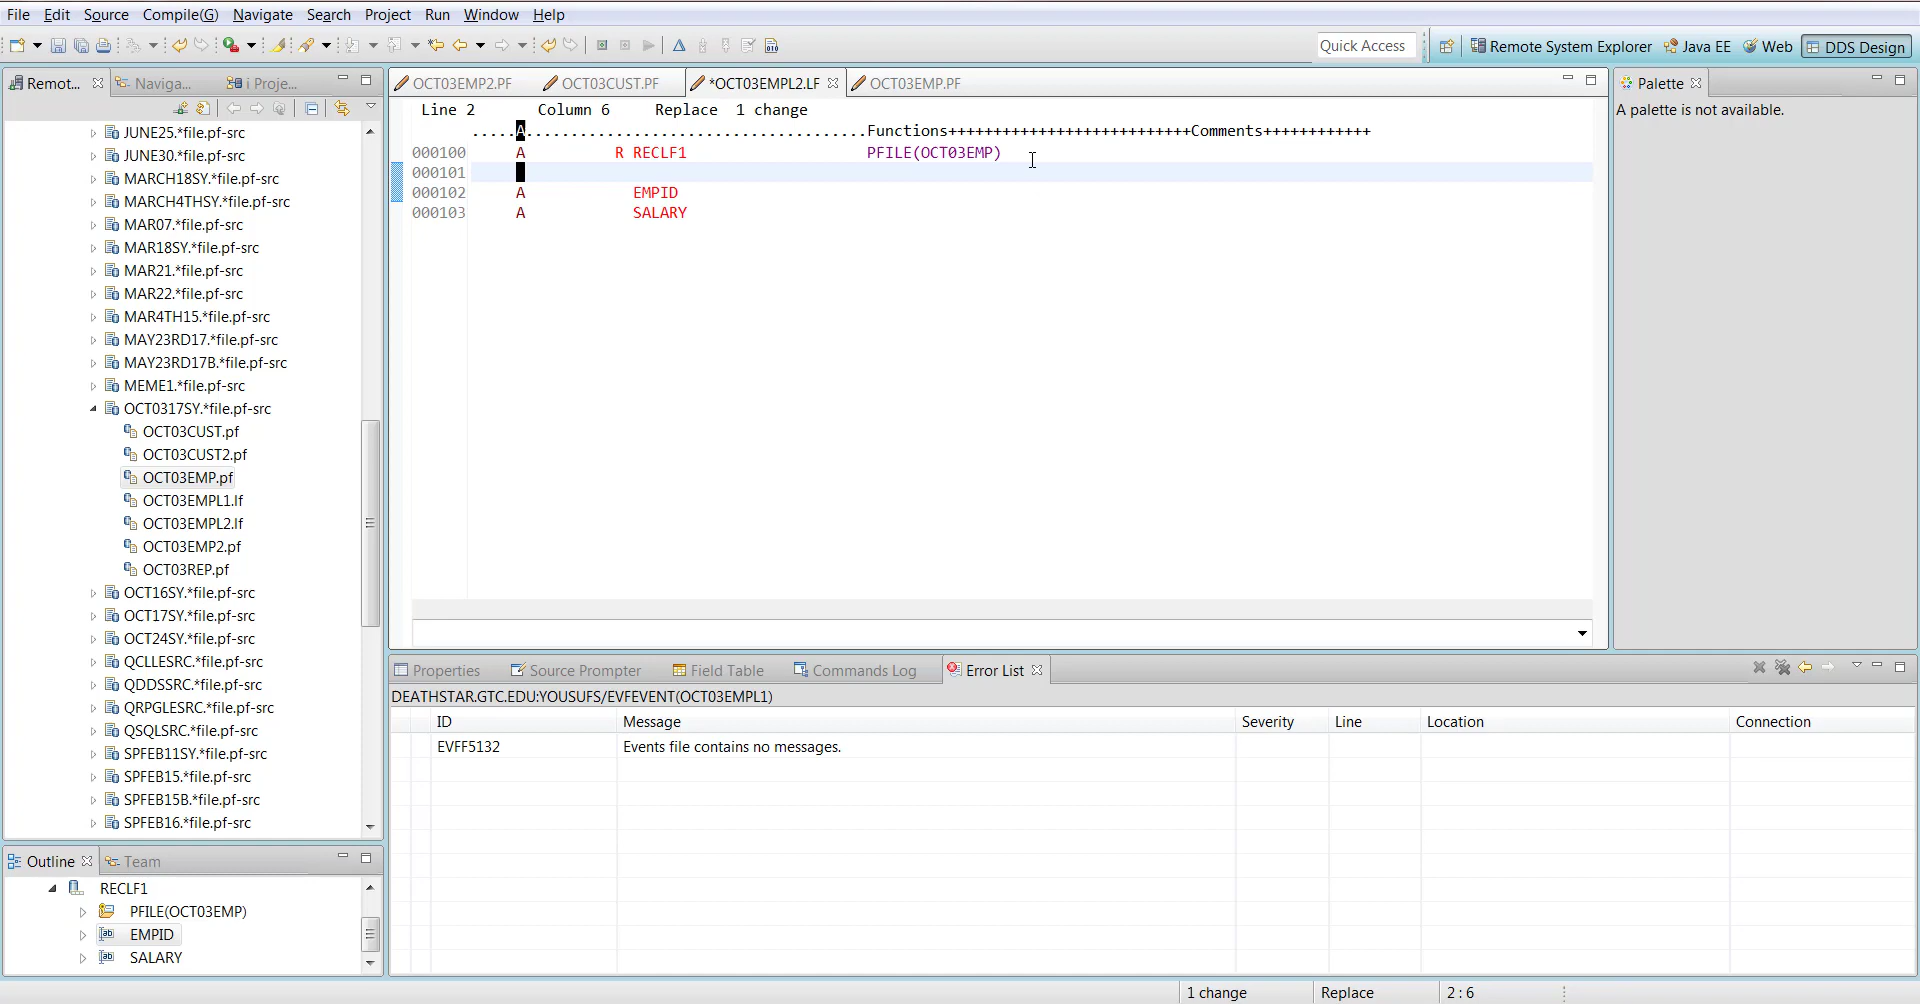 File Edit Source Compile(G) Navigate Search Project Run Window Help
Quick Access Remote System Explorer Java EE Web DDS Design
Remot... Naviga... i Proje...
JUNE25.*file.pf-src
JUNE30.*file.pf-src
MARCH18SY.*file.pf-src
MARCH4THSY.*file.pf-src
MAR07.*file.pf-src
MAR18SY.*file.pf-src
MAR21.*file.pf-src
MAR22.*file.pf-src
MAR4TH15.*file.pf-src
MAY23RD17.*file.pf-src
MAY23RD17B.*file.pf-src
MEME1.*file.pf-src
OCT0317SY.*file.pf-src
OCT03CUST.pf
OCT03CUST2.pf
OCT03EMP.pf
OCT03EMPL1.lf
OCT03EMPL2.lf
OCT03EMP2.pf
OCT03REP.pf
OCT16SY.*file.pf-src
OCT17SY.*file.pf-src
OCT24SY.*file.pf-src
QCLLESRC.*file.pf-src
QDDSSRC.*file.pf-src
QRPGLESRC.*file.pf-src
QSQLSRC.*file.pf-src
SPFEB11SY.*file.pf-src
SPFEB15.*file.pf-src
SPFEB15B.*file.pf-src
SPFEB16.*file.pf-src
Outline Team
RECLF1
PFILE(OCT03EMP)
EMPID
SALARY
OCT03EMP2.PF OCT03CUST.PF *OCT03EMPL2.LF OCT03EMP.PF
Line 2 Column 6 Replace 1 change
.....A......................................Functions+++++++++++++++++++++++++++Comments++++++++++++
000100 A R RECLF1 PFILE(OCT03EMP)
000101
000102 A EMPID
000103 A SALARY
Palette
A palette is not available.
Properties Source Prompter Field Table Commands Log Error List
DEATHSTAR.GTC.EDU:YOUSUFS/EVFEVENT(OCT03EMPL1)
ID Message Severity Line Location Connection
EVFF5132 Events file contains no messages.
1 change Replace 2 : 6